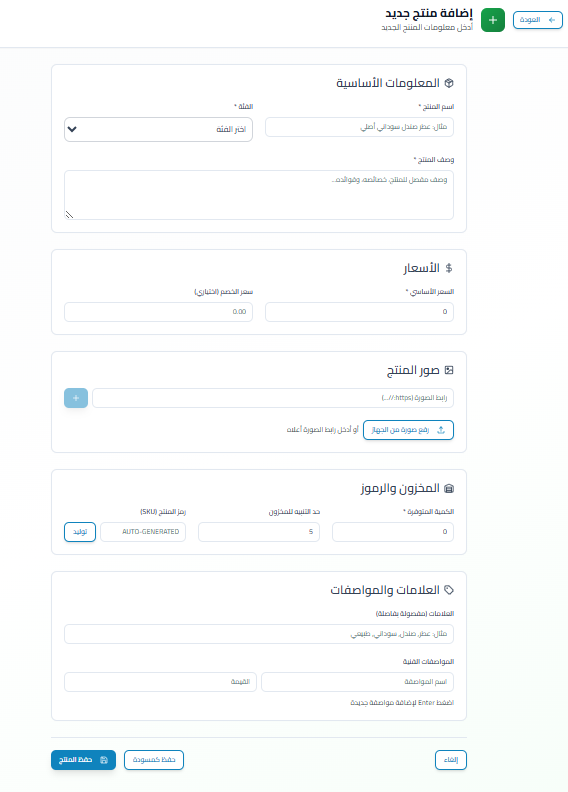 العودة
إضافة منتج جديد
أدخل معلومات المنتج الجديد
المعلومات الأساسية
اسم المنتج *
الفئة *
مثال: عطر صندل سوداني أصلي
اختر الفئة
وصف المنتج *
وصف مفصل للمنتج، خصائصه، وفوائده...
الأسعار
السعر الأساسي *
سعر الخصم (اختياري)
0
0.00
صور المنتج
رابط الصورة (https://...)
رفع صورة من الجهاز
أو أدخل رابط الصورة أعلاه
المخزون والرموز
الكمية المتوفرة *
حد التنبيه للمخزون
رمز المنتج (SKU)
0
5
AUTO-GENERATED
توليد
العلامات والمواصفات
العلامات (مفصولة بفاصلة)
مثال: عطر, صندل, سوداني, طبيعي
المواصفات الفنية
اسم المواصفة
القيمة
اضغط Enter لإضافة مواصفة جديدة
إلغاء
حفظ كمسودة
حفظ المنتج